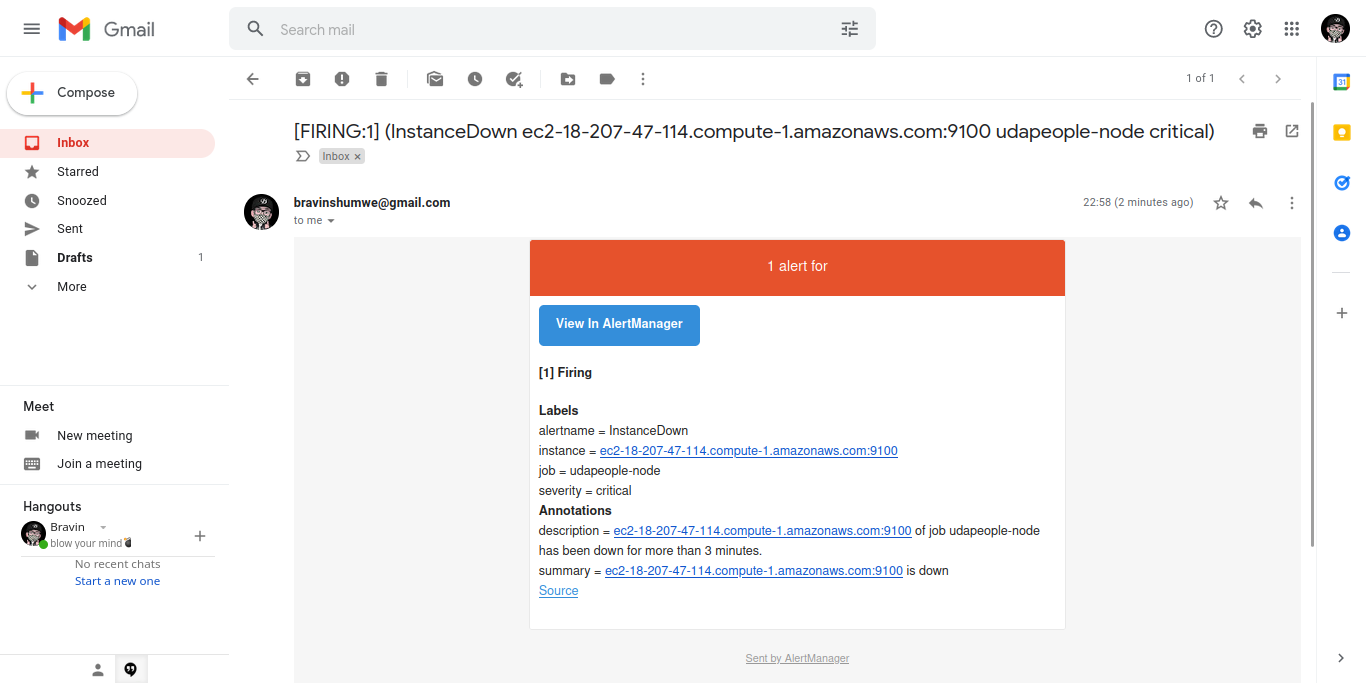 Gmail
Search mail
Compose
1 of 1
Inbox
Starred
Snoozed
Sent
Drafts 1
More
Meet
New meeting
Join a meeting
Hangouts
Bravin
blow your mind
No recent chats
Start a new one
[FIRING:1] (InstanceDown ec2-18-207-47-114.compute-1.amazonaws.com:9100 udapeople-node critical)
Inbox ×
bravinshumwe@gmail.com 22:58 (2 minutes ago)
to me
1 alert for
View In AlertManager
[1] Firing
Labels
alertname = InstanceDown
instance = ec2-18-207-47-114.compute-1.amazonaws.com:9100
job = udapeople-node
severity = critical
Annotations
description = ec2-18-207-47-114.compute-1.amazonaws.com:9100 of job udapeople-node
has been down for more than 3 minutes.
summary = ec2-18-207-47-114.compute-1.amazonaws.com:9100 is down
Source
Sent by AlertManager
31